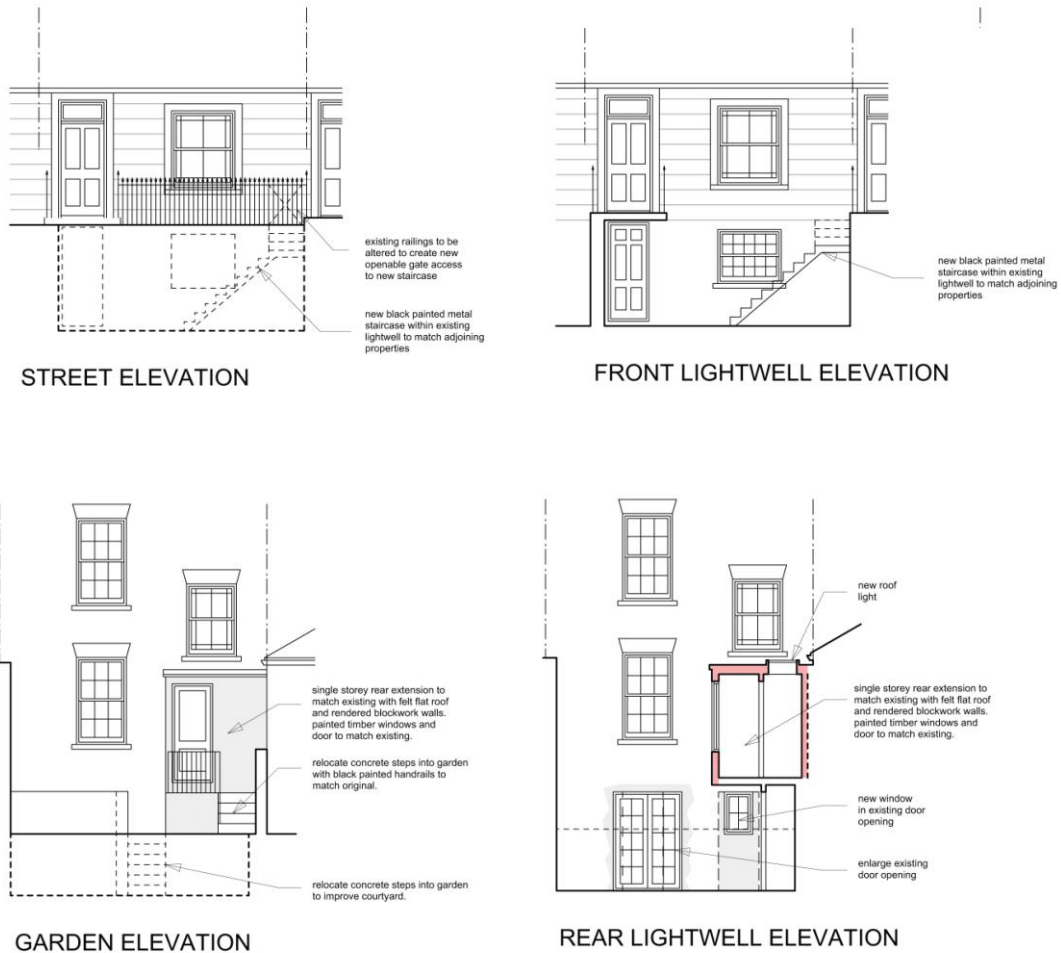 existing railings to be
altered to create new
openable gate access
to new staircase
new black painted metal
staircase within existing
lightwell to match adjoining
properties
STREET ELEVATION
new black painted metal
staircase within existing
lightwell to match adjoining
properties
FRONT LIGHTWELL ELEVATION
single storey rear extension to
match existing with felt flat roof
and rendered blockwork walls.
painted timber windows and
door to match existing.
relocate concrete steps into garden
with black painted handrails to
match original.
relocate concrete steps into garden
to improve courtyard.
GARDEN ELEVATION
new roof
light
single storey rear extension to
match existing with felt flat roof
and rendered blockwork walls.
painted timber windows and
door to match existing.
new window
in existing door
opening
enlarge existing
door opening
REAR LIGHTWELL ELEVATION